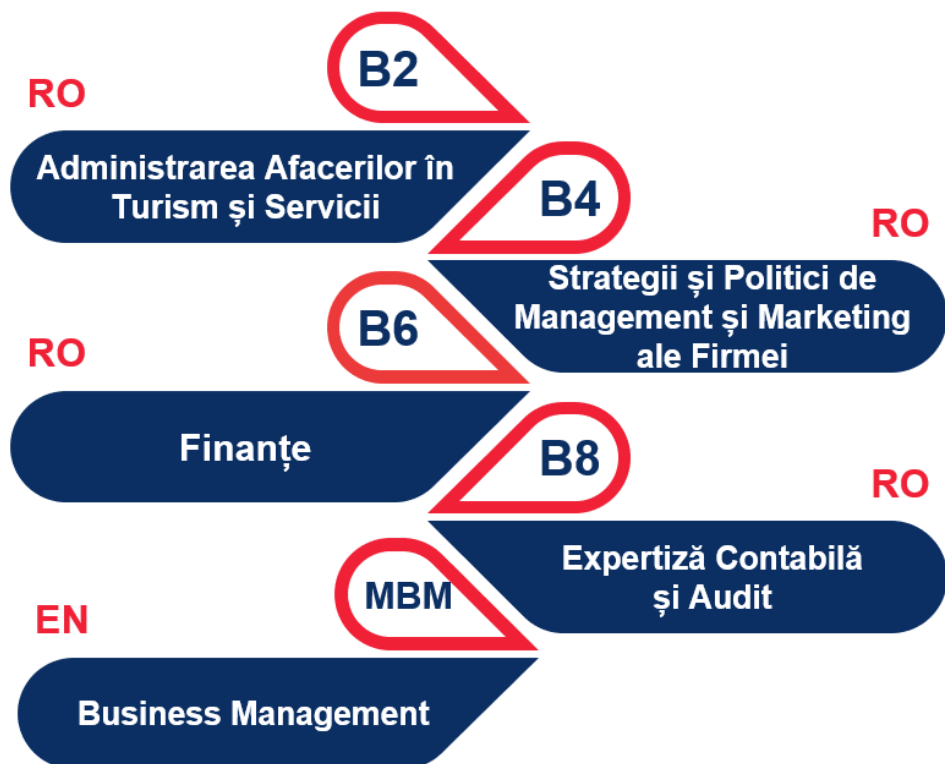 B2
RO
Administrarea Afacerilor în
Turism și Servicii
B4
RO
Strategii și Politici de
Management și Marketing
ale Firmei
B6
RO
Finanțe
B8
RO
Expertiză Contabilă
și Audit
MBM
EN
Business Management